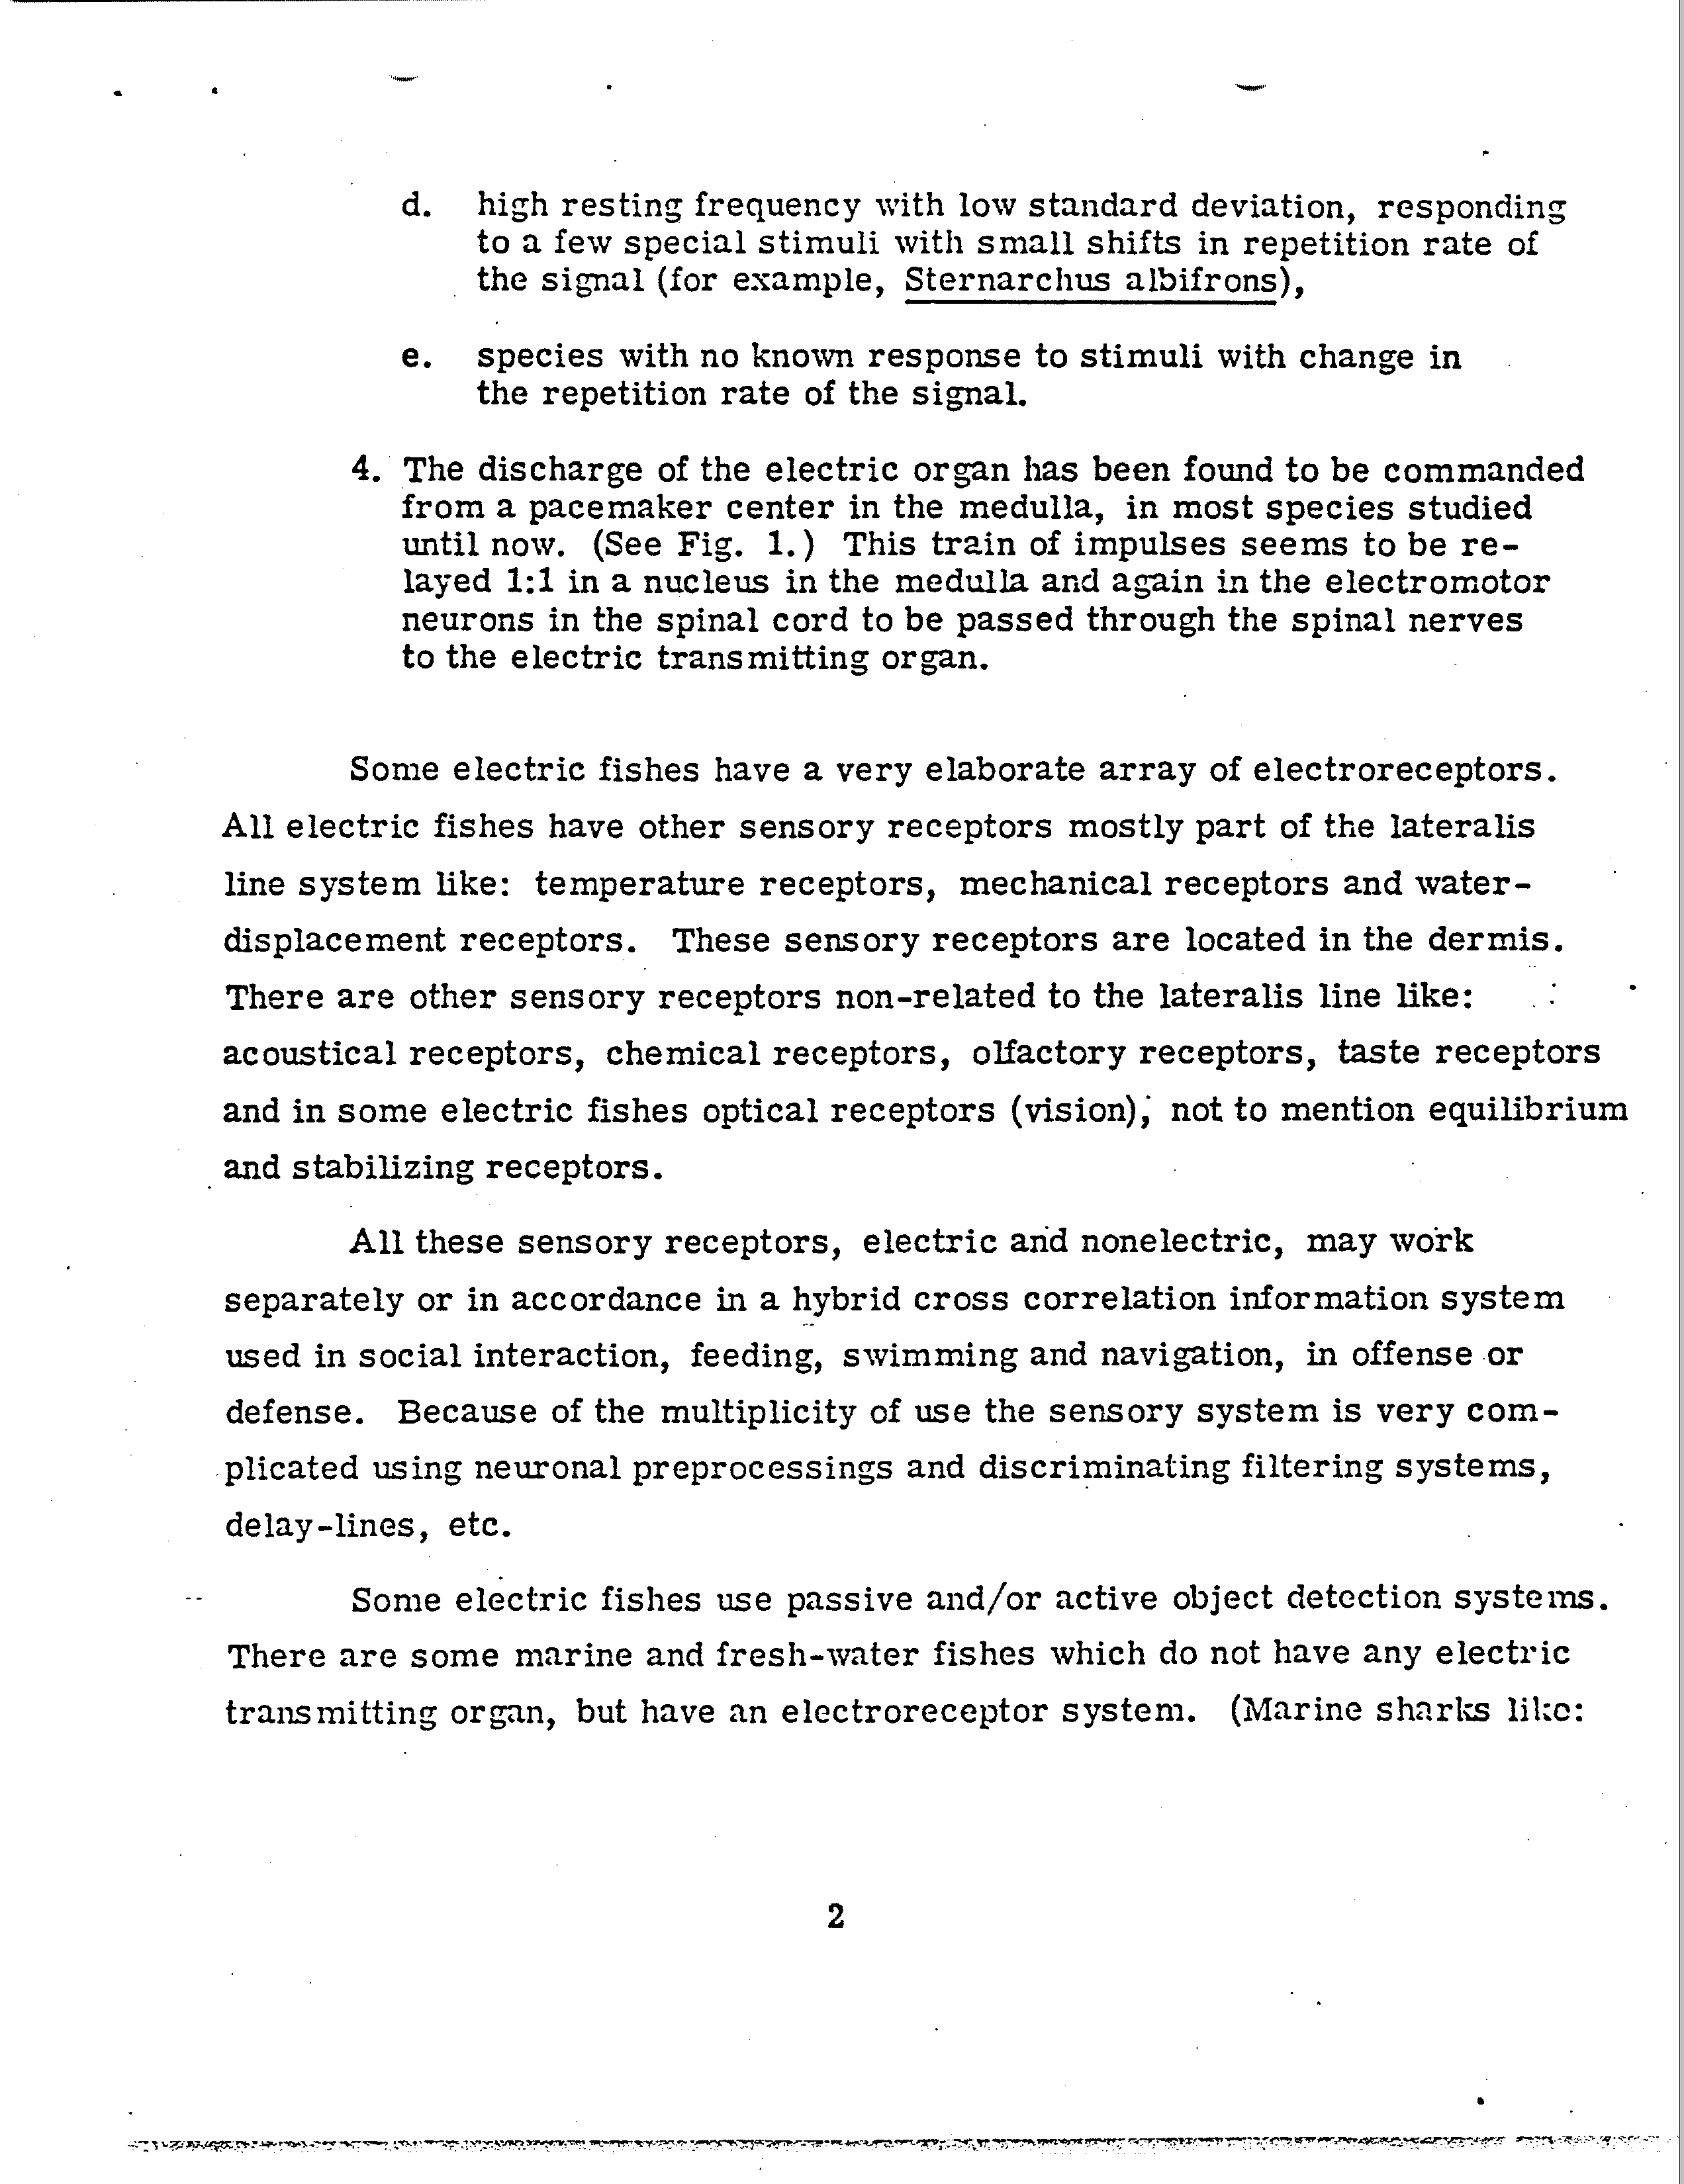 d. high resting frequency with low standard deviation, responding
to a few special stimuli with small shifts in repetition rate of
the signal (for example, Sternarchus albifrons),
e. species with no known response to stimuli with change in
the repetition rate of the signal.
4. The discharge of the electric organ has been found to be commanded
from a pacemaker center in the medulla, in most species studied
until now. (See Fig. 1.) This train of impulses seems to be re-
layed 1:1 in a nucleus in the medulla and again in the electromotor
neurons in the spinal cord to be passed through the spinal nerves
to the electric transmitting organ.
Some electric fishes have a very elaborate array of electroreceptors.
All electric fishes have other sensory receptors mostly part of the lateralis
line system like: temperature receptors, mechanical receptors and water-
displacement receptors. These sensory receptors are located in the dermis.
There are other sensory receptors non-related to the lateralis line like:
acoustical receptors, chemical receptors, olfactory receptors, taste receptors
and in some electric fishes optical receptors (vision), not to mention equilibrium
and stabilizing receptors.
All these sensory receptors, electric and nonelectric, may work
separately or in accordance in a hybrid cross correlation information system
used in social interaction, feeding, swimming and navigation, in offense or
defense. Because of the multiplicity of use the sensory system is very com-
plicated using neuronal preprocessings and discriminating filtering systems,
delay-lines, etc.
Some electric fishes use passive and/or active object detection systems.
There are some marine and fresh-water fishes which do not have any electric
transmitting organ, but have an electroreceptor system. (Marine sharks like:
2